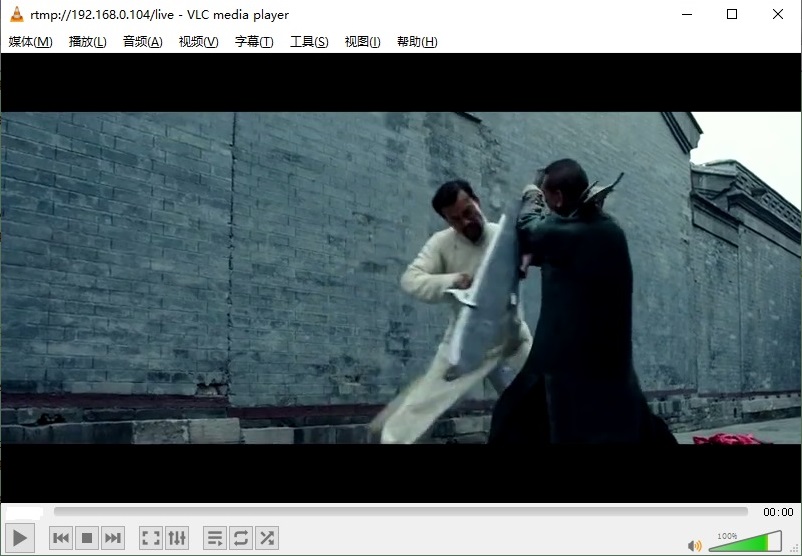 rtmp://192.168.0.104/live - VLC media player
媒体(M) 播放(L) 音频(A) 视频(V) 字幕(T) 工具(S) 视图(I) 帮助(H)
00:00
100%